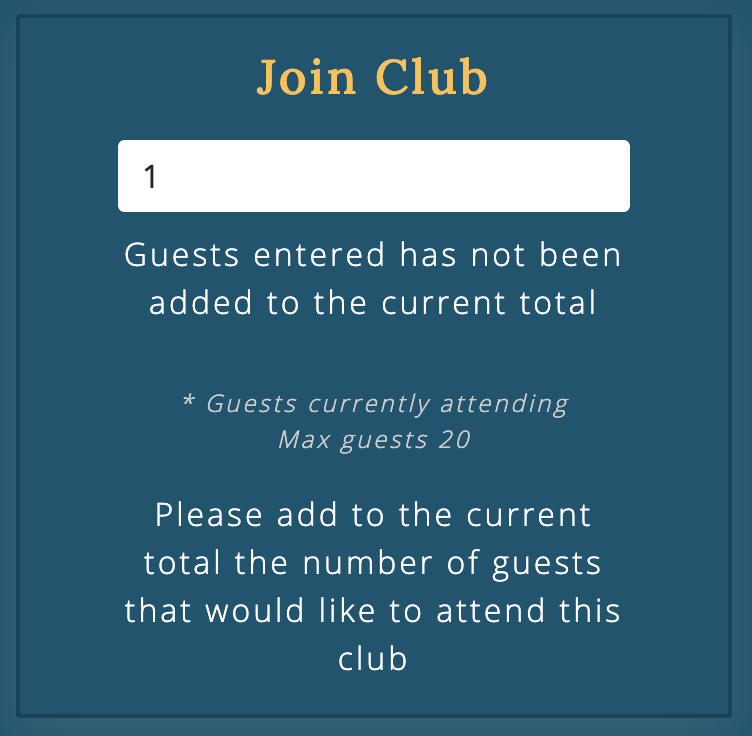 Join Club
1
Guests entered has not been
added to the current total
* Guests currently attending
Max guests 20
Please add to the current
total the number of guests
that would like to attend this
club